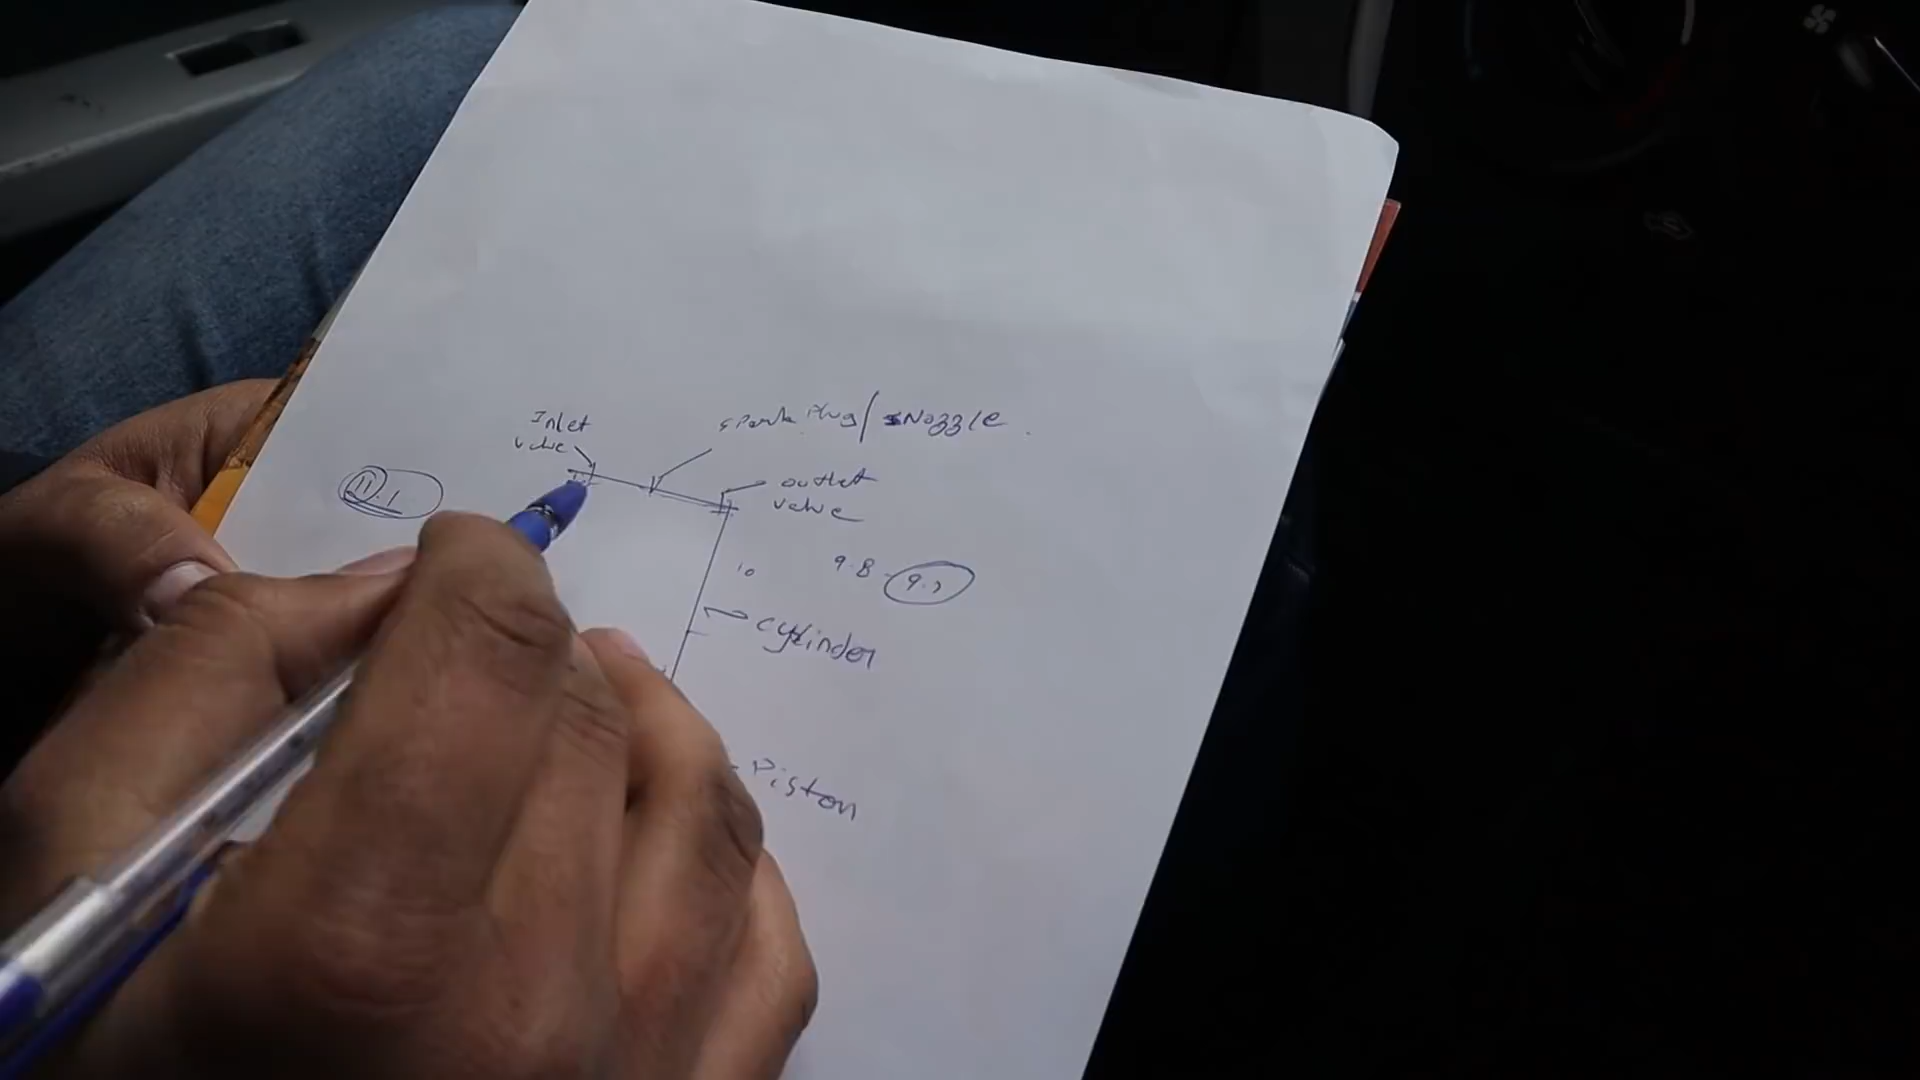 Inlet
valve
spark Plug / Nozzle
outlet
valve
11.1
10
9.8 - 9.7
cylinder
Piston